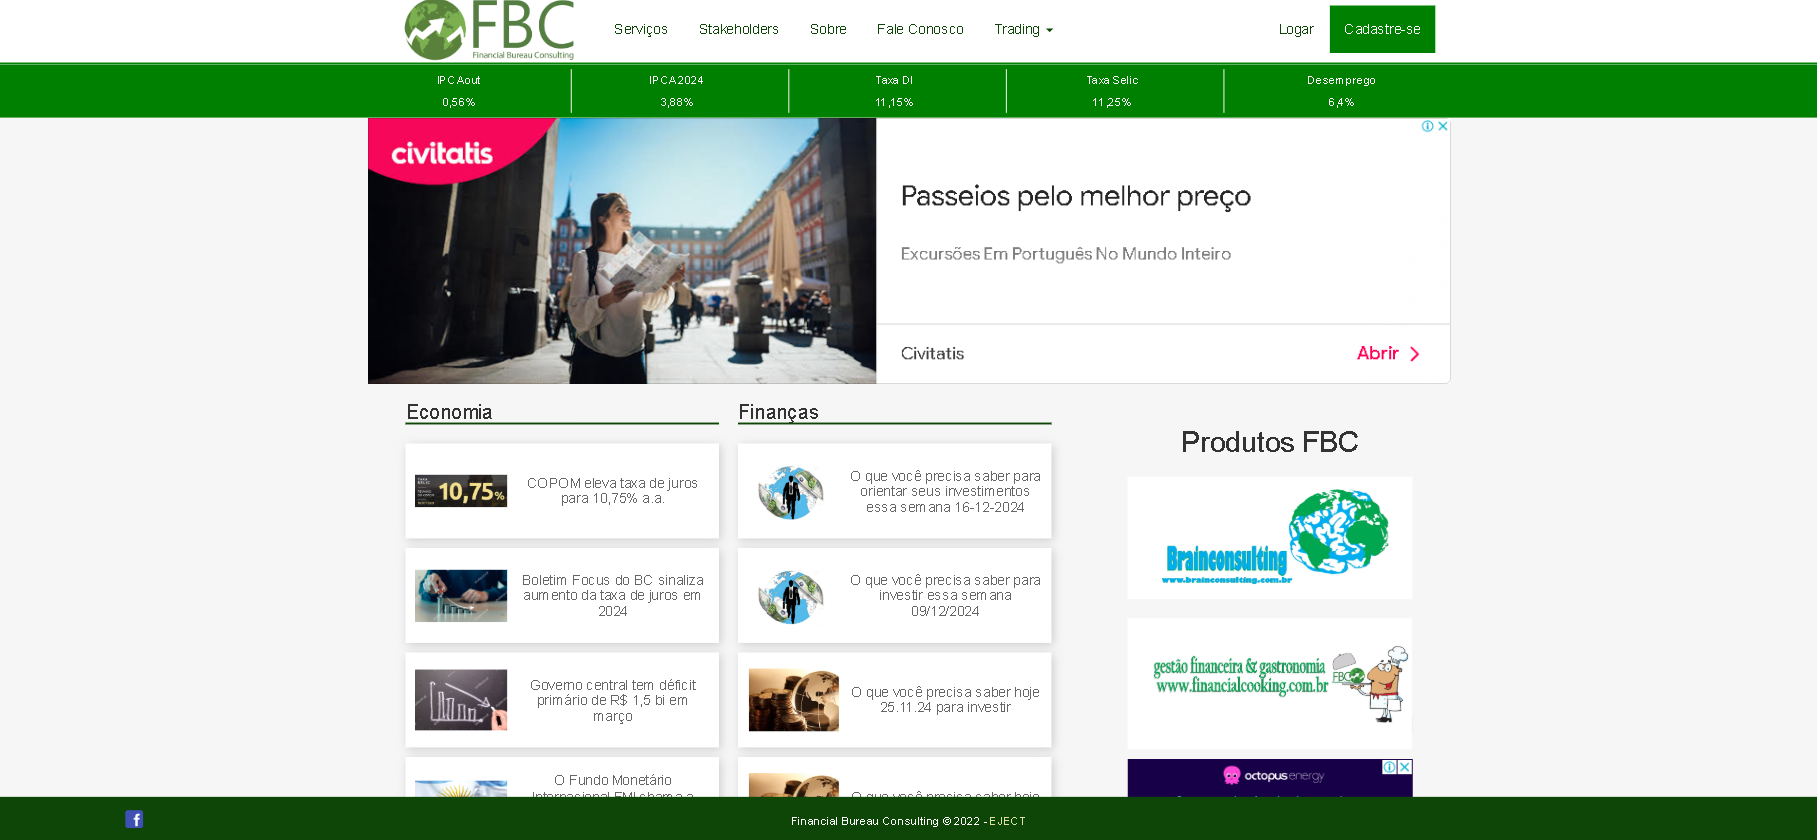 FBC
Financial Bureau Consulting
Serviços
Stakeholders
Sobre
Fale Conosco
Trading
Logar
Cadastre-se
IPCAout
0,56%
IPCA2024
3,88%
Taxa DI
11,15%
Taxa Selic
11,25%
Desemprego
6,4%
civitatis
Passeios pelo melhor preço
Excursões Em Português No Mundo Inteiro
Civitatis
Abrir
Economia
10,75%
COPOM eleva taxa de juros
para 10,75% a.a.
Boletim Focus do BC sinaliza
aumento da taxa de juros em
2024
Governo central tem déficit
primário de R$ 1,5 bi em
março
O Fundo Monetário
Internacional FMI chama a
Finanças
O que você precisa saber para
orientar seus investimentos
essa semana 16-12-2024
O que você precisa saber para
investir essa semana
09/12/2024
O que você precisa saber hoje
25.11.24 para investir
O que você precisa saber hoje
Produtos FBC
Brainconsulting
www.brainconsulting.com.br
gestão financeira & gastronomia
www.financialcooking.com.br
FBC
octopus energy
Financial Bureau Consulting © 2022 - EJECT